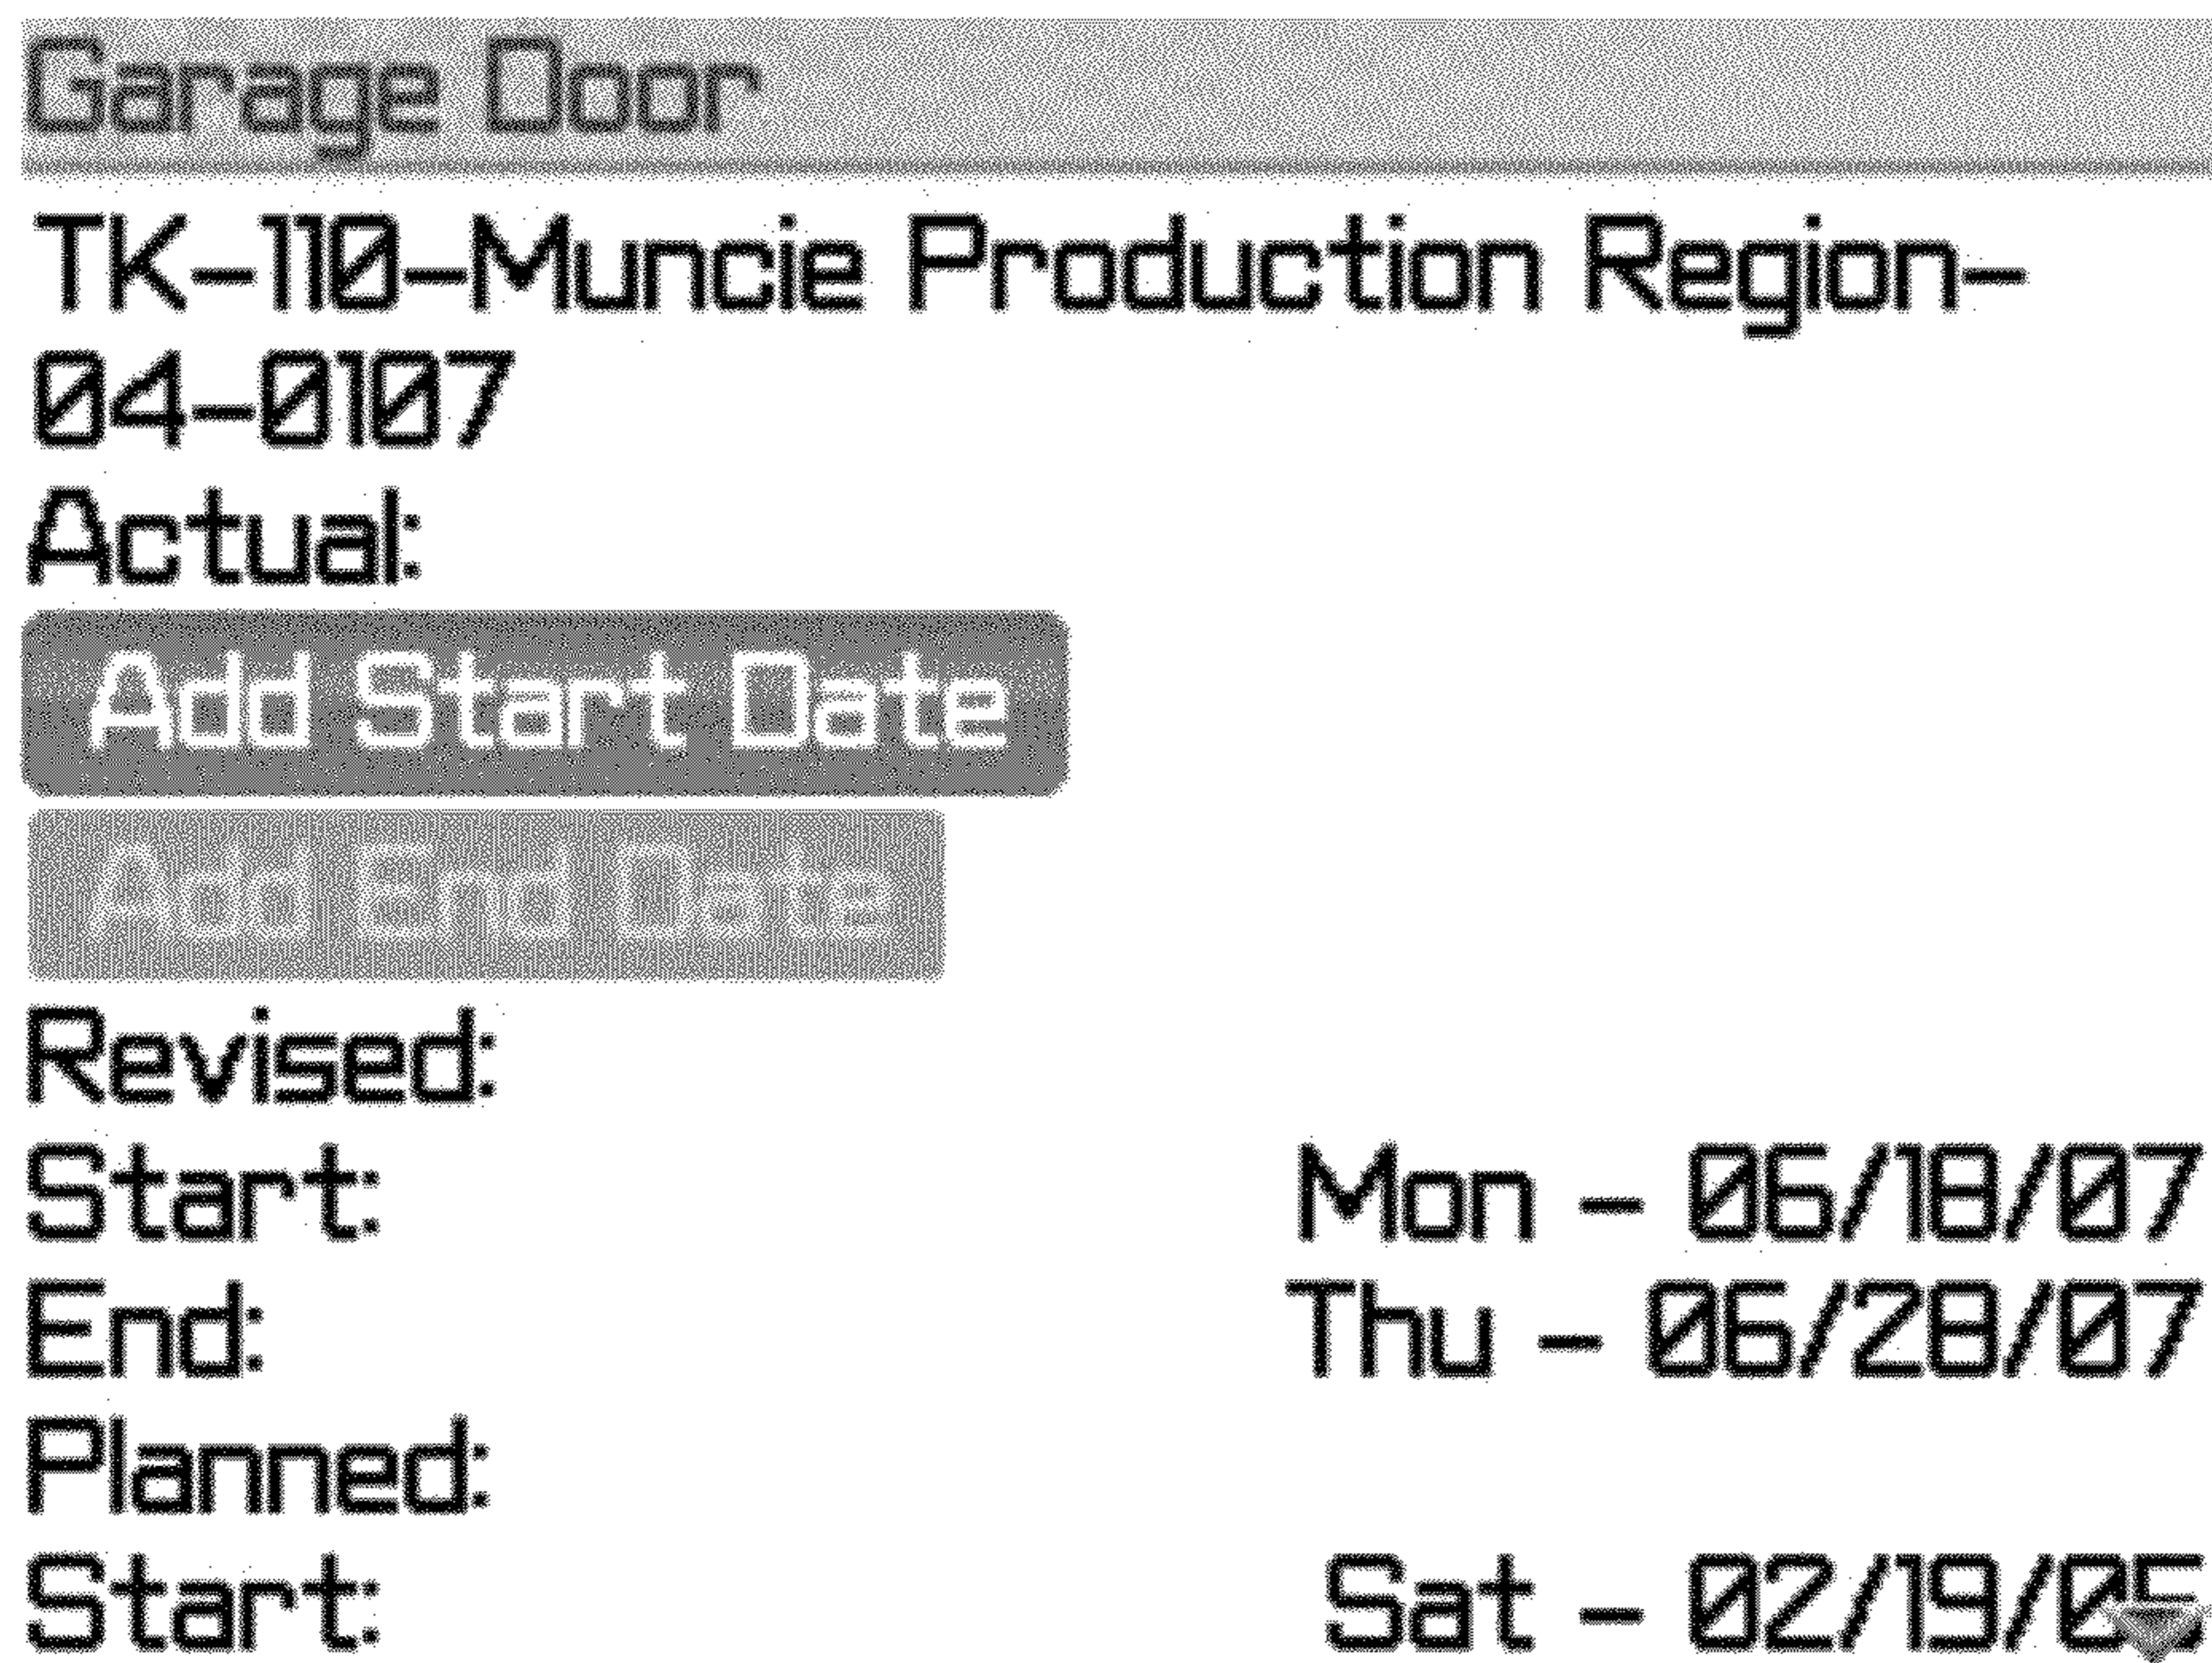 Garage Door
TK-110-Muncie Production Region-
04-0107
Actual:
Add Start Date
Add End Date
Revised:
Start: Mon - 06/18/07
End: Thu - 06/28/07
Planned:
Start: Sat - 02/19/05